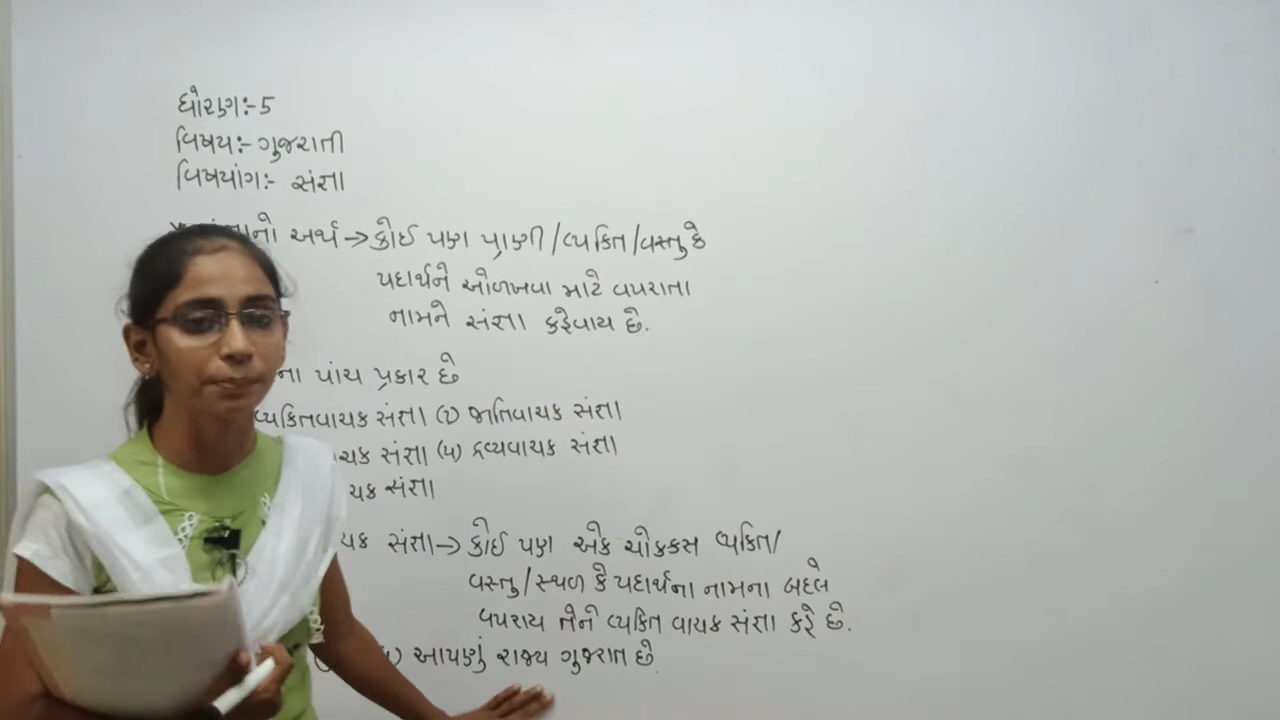 ધોરણ:-5
વિષય:- ગુજરાતી
વિષયાંગ:- સંજ્ઞા
અર્થ → કોઈ પણ પ્રાણી/વ્યકિત/વસ્તુ કે
પદાર્થને ઓળખવા માટે વપરાતા
નામને સંજ્ઞા કહેવાય છે.
ના પાંચ પ્રકાર છે
વ્યકિતવાચક સંજ્ઞા (૨) જાતિવાચક સંજ્ઞા
ચક સંજ્ઞા (૪) દ્રવ્યવાચક સંજ્ઞા
ચક સંજ્ઞા
ચક સંજ્ઞા → કોઈ પણ એક ચોકકસ વ્યકિત/
વસ્તુ/સ્થળ કે પદાર્થના નામના બદલે
વપરાય તેને વ્યકિત વાચક સંજ્ઞા કહે છે.
આપણું રાજ્ય ગુજરાત છે.